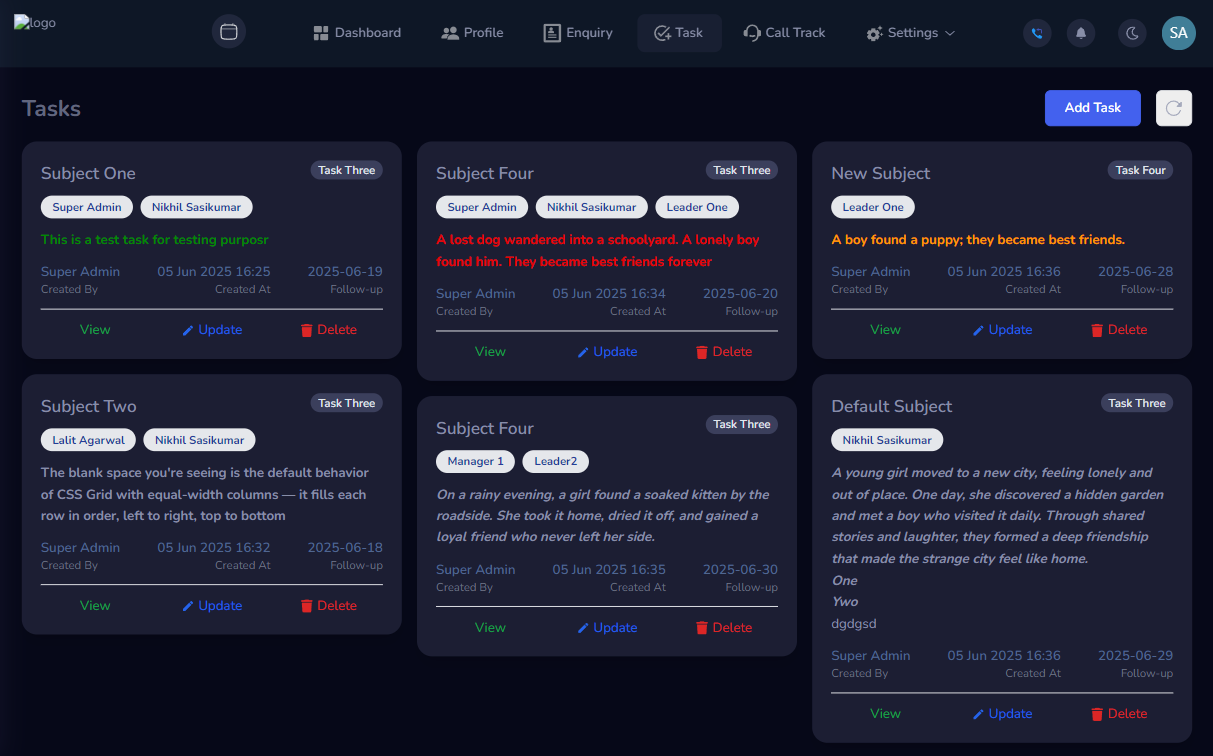 logo
Dashboard
Profile
Enquiry
Task
Call Track
Settings
SA
Tasks
Add Task
Subject One
Task Three
Super Admin
Nikhil Sasikumar
This is a test task for testing purposr
Super Admin 05 Jun 2025 16:25 2025-06-19
Created By Created At Follow-up
View Update Delete
Subject Two
Task Three
Lalit Agarwal
Nikhil Sasikumar
The blank space you're seeing is the default behavior
of CSS Grid with equal-width columns — it fills each
row in order, left to right, top to bottom
Super Admin 05 Jun 2025 16:32 2025-06-18
Created By Created At Follow-up
View Update Delete
Subject Four
Task Three
Super Admin
Nikhil Sasikumar
Leader One
A lost dog wandered into a schoolyard. A lonely boy
found him. They became best friends forever
Super Admin 05 Jun 2025 16:34 2025-06-20
Created By Created At Follow-up
View Update Delete
Subject Four
Task Three
Manager 1
Leader2
On a rainy evening, a girl found a soaked kitten by the
roadside. She took it home, dried it off, and gained a
loyal friend who never left her side.
Super Admin 05 Jun 2025 16:35 2025-06-30
Created By Created At Follow-up
View Update Delete
New Subject
Task Four
Leader One
A boy found a puppy; they became best friends.
Super Admin 05 Jun 2025 16:36 2025-06-28
Created By Created At Follow-up
View Update Delete
Default Subject
Task Three
Nikhil Sasikumar
A young girl moved to a new city, feeling lonely and
out of place. One day, she discovered a hidden garden
and met a boy who visited it daily. Through shared
stories and laughter, they formed a deep friendship
that made the strange city feel like home.
One
Ywo
dgdgsd
Super Admin 05 Jun 2025 16:36 2025-06-29
Created By Created At Follow-up
View Update Delete